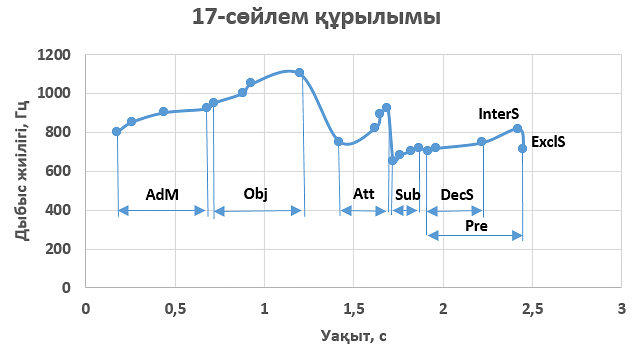 17-сөйлем құрылымы
Дыбыс жиілігі, Гц
1200
1000
800
600
400
200
0
InterS
ExclS
AdM
Obj
Att
Sub
DecS
Pre
0
0,5
1
1,5
2
2,5
3
Уақыт, с